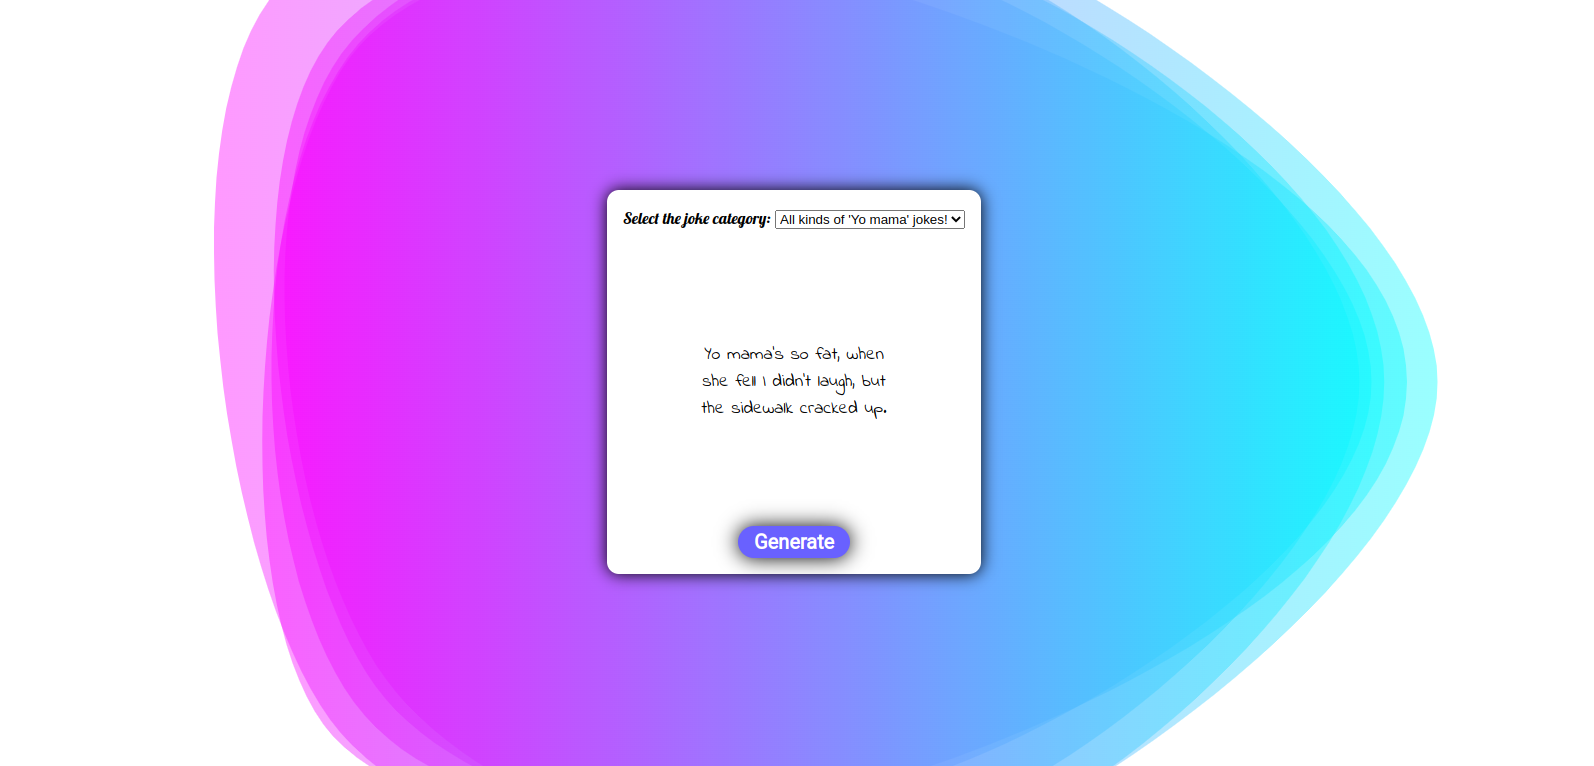 Select the joke category: All kinds of 'Yo mama' jokes!
Yo mama's so fat, when
she fell I didn't laugh, but
the sidewalk cracked up.
Generate